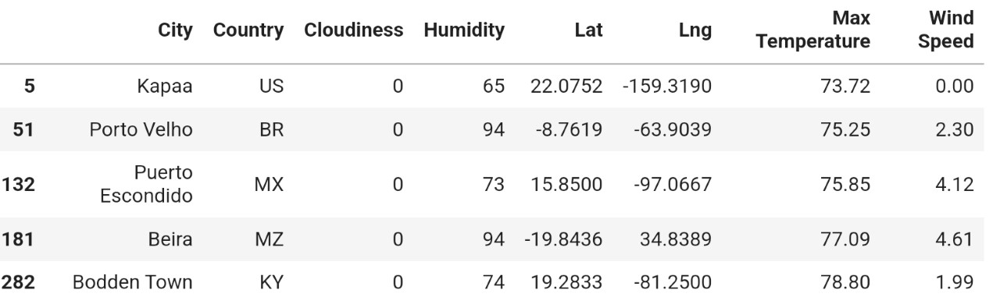 City Country Cloudiness Humidity Lat Lng Max Temperature Wind Speed
5 Kapaa US 0 65 22.0752 -159.3190 73.72 0.00
51 Porto Velho BR 0 94 -8.7619 -63.9039 75.25 2.30
132 Puerto Escondido MX 0 73 15.8500 -97.0667 75.85 4.12
181 Beira MZ 0 94 -19.8436 34.8389 77.09 4.61
282 Bodden Town KY 0 74 19.2833 -81.2500 78.80 1.99